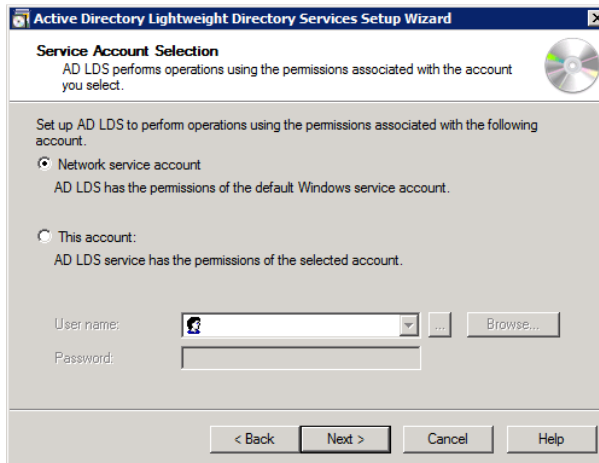 Active Directory Lightweight Directory Services Setup Wizard
Service Account Selection
AD LDS performs operations using the permissions associated with the account
you select.
Set up AD LDS to perform operations using the permissions associated with the following
account.
Network service account
AD LDS has the permissions of the default Windows service account.
This account:
AD LDS service has the permissions of the selected account.
User name:
...
Browse...
Password:
< Back
Next >
Cancel
Help